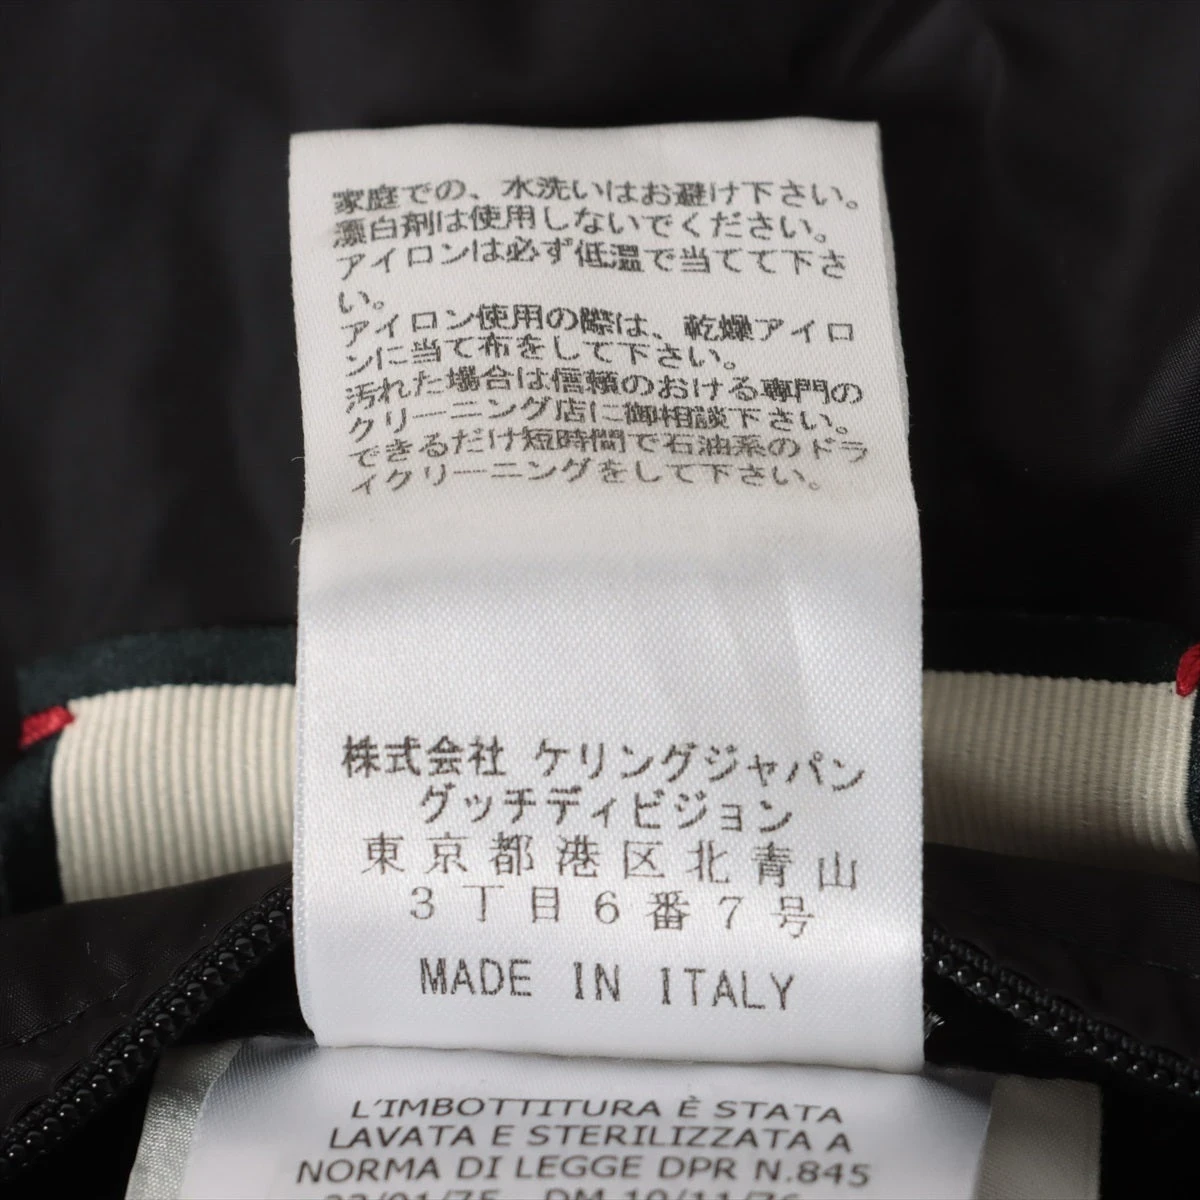 家庭での、水洗いはお避け下さい。
漂白剤は使用しないでください。
アイロンは必ず低温で当てて下さ
い。
アイロン使用の際は、乾燥アイロ
ンに当て布をして下さい。
汚れた場合は信頼のおける専門の
クリーニング店に御相談下さい。
できるだけ短時間で石油系のドラ
ィクリーニングをして下さい。
株式会社 ケリングジャパン
グッチディビジョン
東京都港区北青山
3丁目6番7号
MADE IN ITALY
L'IMBOTTITURA È STATA
LAVATA E STERILIZZATA A
NORMA DI LEGGE DPR N.845
23/01/75 DM 10/11/76